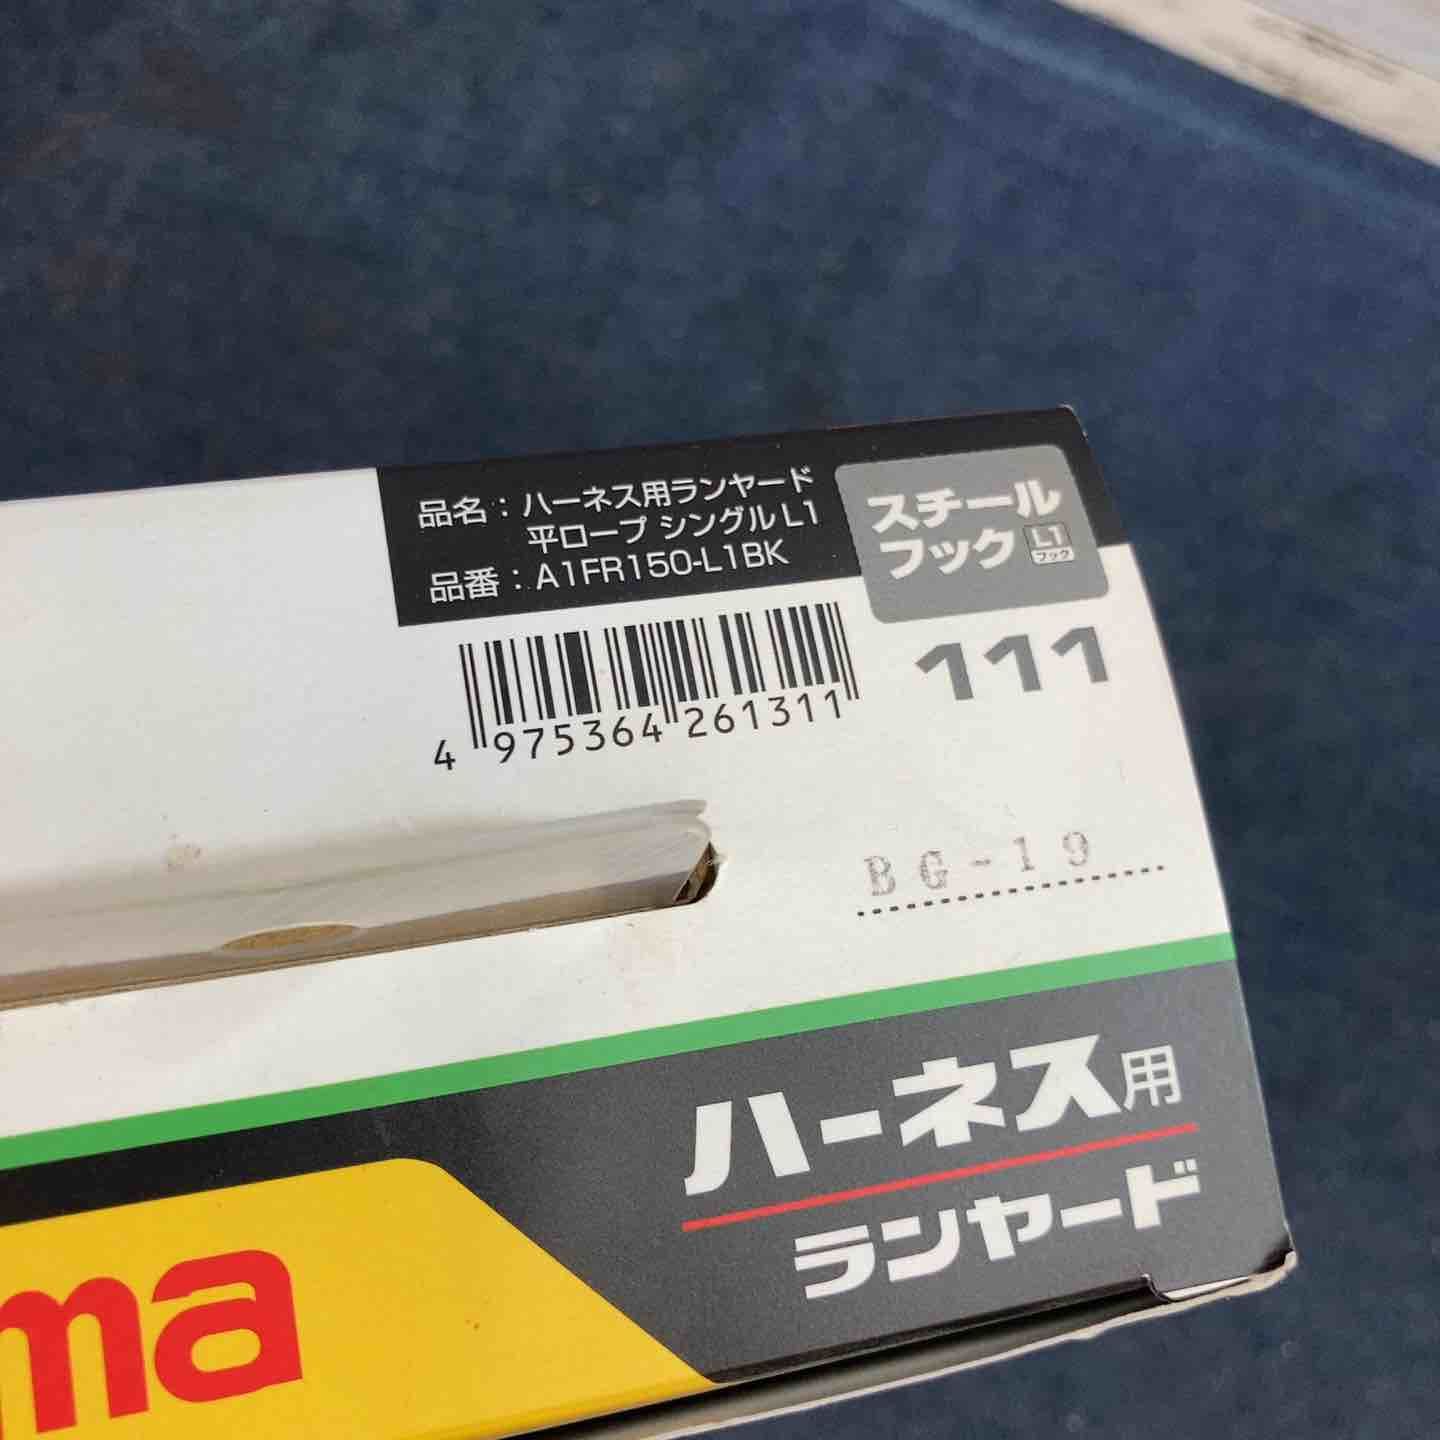 品名：ハーネス用ランヤード
平ロープ シングル L1
品番：A1FR150-L1BK
スチール
フック L1
フック
4 975364 261311
111
BG-19
ハーネス用
ランヤード
ma